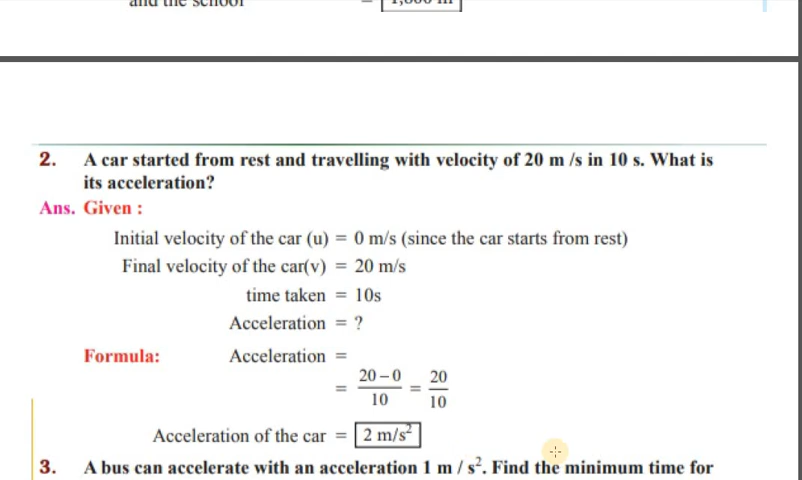 and the school
=
2. A car started from rest and travelling with velocity of 20 m /s in 10 s. What is
its acceleration?
Ans. Given :
Initial velocity of the car (u) = 0 m/s (since the car starts from rest)
Final velocity of the car(v) = 20 m/s
time taken = 10s
Acceleration = ?
Formula: Acceleration =
= 20 – 0 / 10 = 20 / 10
Acceleration of the car = 2 m/s²
3. A bus can accelerate with an acceleration 1 m / s². Find the minimum time for